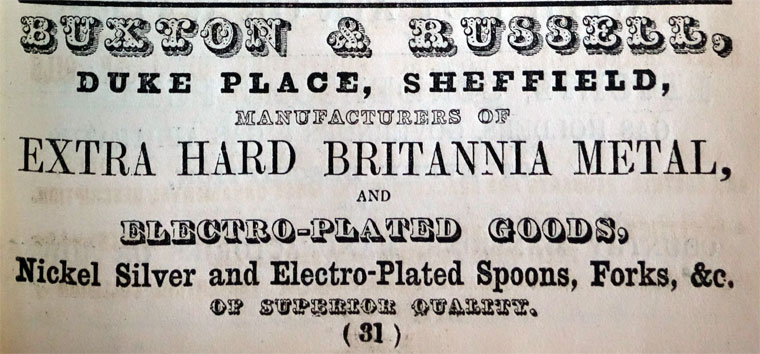 BUXTON & RUSSELL,
DUKE PLACE, SHEFFIELD,
MANUFACTURERS OF
EXTRA HARD BRITANNIA METAL,
AND
ELECTRO-PLATED GOODS,
Nickel Silver and Electro-Plated Spoons, Forks, &c.
OF SUPERIOR QUALITY.
(31)